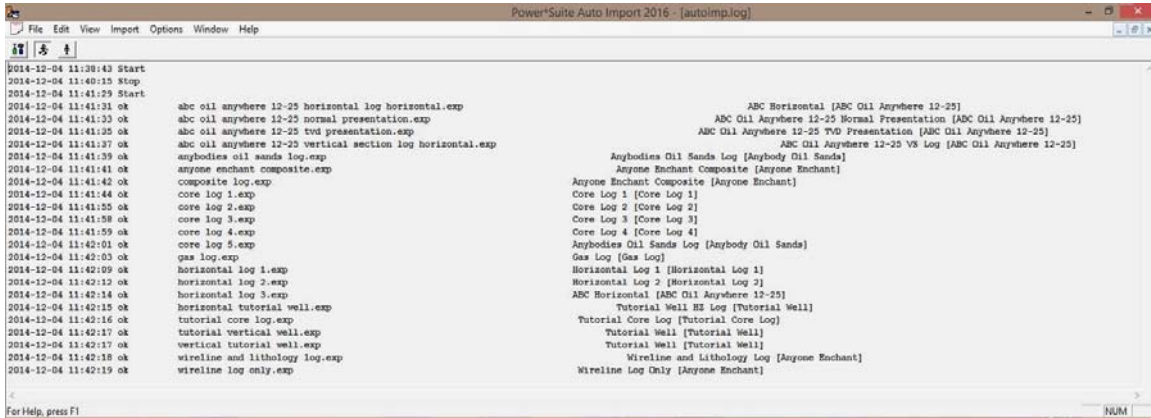 Power*Suite Auto Import 2016 - [autoimp.log]
File Edit View Import Options Window Help
2014-12-04 11:38:43 Start
2014-12-04 11:40:15 Stop
2014-12-04 11:41:29 Start
2014-12-04 11:41:31 ok abc oil anywhere 12-25 horizontal log horizontal.exp ABC Horizontal [ABC Oil Anywhere 12-25]
2014-12-04 11:41:33 ok abc oil anywhere 12-25 normal presentation.exp ABC Oil Anywhere 12-25 Normal Presentation [ABC Oil Anywhere 12-25]
2014-12-04 11:41:35 ok abc oil anywhere 12-25 tvd presentation.exp ABC Oil Anywhere 12-25 TVD Presentation [ABC Oil Anywhere 12-25]
2014-12-04 11:41:37 ok abc oil anywhere 12-25 vertical section log horizontal.exp ABC Oil Anywhere 12-25 VS Log [ABC Oil Anywhere 12-25]
2014-12-04 11:41:39 ok anybodies oil sands log.exp Anybodies Oil Sands Log [Anybody Oil Sands]
2014-12-04 11:41:41 ok anyone enchant composite.exp Anyone Enchant Composite [Anyone Enchant]
2014-12-04 11:41:42 ok composite log.exp Anyone Enchant Composite [Anyone Enchant]
2014-12-04 11:41:44 ok core log 1.exp Core Log 1 [Core Log 1]
2014-12-04 11:41:55 ok core log 2.exp Core Log 2 [Core Log 2]
2014-12-04 11:41:58 ok core log 3.exp Core Log 3 [Core Log 3]
2014-12-04 11:41:59 ok core log 4.exp Core Log 4 [Core Log 4]
2014-12-04 11:42:01 ok core log 5.exp Anybodies Oil Sands Log [Anybody Oil Sands]
2014-12-04 11:42:03 ok gas log.exp Gas Log [Gas Log]
2014-12-04 11:42:09 ok horizontal log 1.exp Horizontal Log 1 [Horizontal Log 1]
2014-12-04 11:42:12 ok horizontal log 2.exp Horizontal Log 2 [Horizontal Log 2]
2014-12-04 11:42:14 ok horizontal log 3.exp ABC Horizontal [ABC Oil Anywhere 12-25]
2014-12-04 11:42:15 ok horizontal tutorial well.exp Tutorial Well HZ Log [Tutorial Well]
2014-12-04 11:42:16 ok tutorial core log.exp Tutorial Core Log [Tutorial Core Log]
2014-12-04 11:42:17 ok tutorial vertical well.exp Tutorial Well [Tutorial Well]
2014-12-04 11:42:17 ok vertical tutorial well.exp Tutorial Well [Tutorial Well]
2014-12-04 11:42:18 ok wireline and lithology log.exp Wireline and Lithology Log [Anyone Enchant]
2014-12-04 11:42:19 ok wireline log only.exp Wireline Log Only [Anyone Enchant]
For Help, press F1 NUM